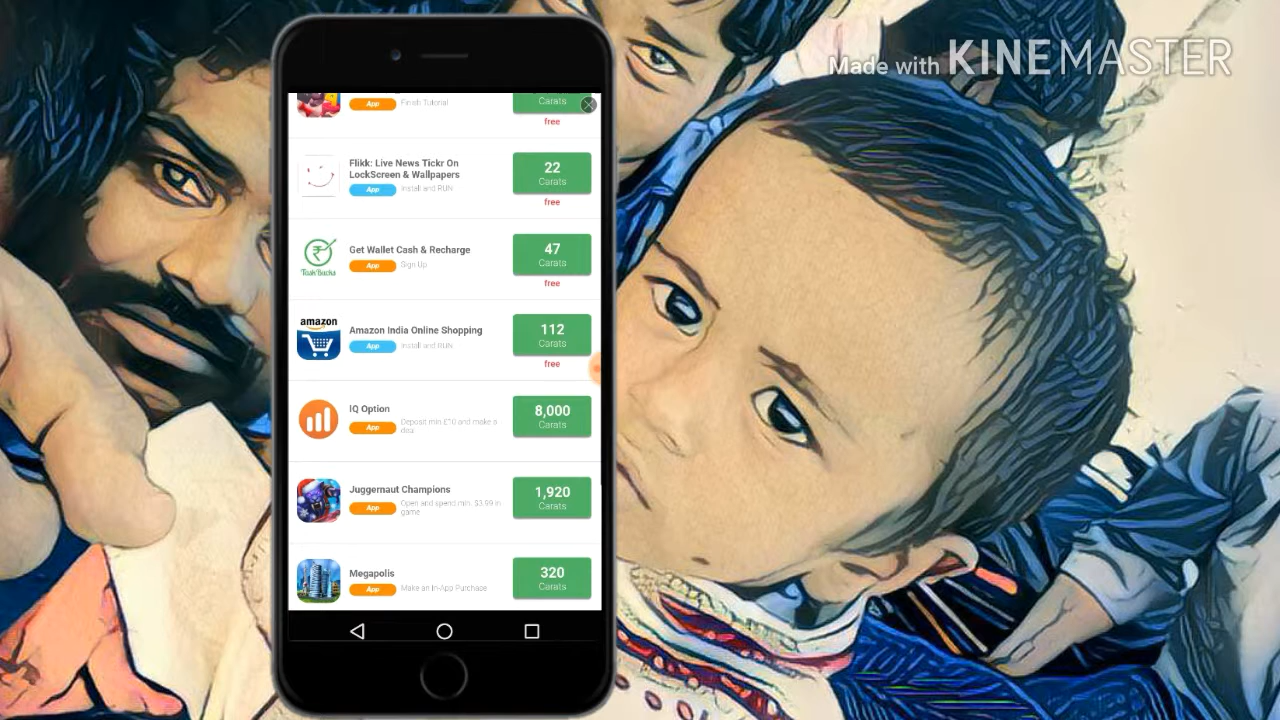 Made with KINEMASTER
App
Finish Tutorial
Carats
free
Flikk: Live News Tickr On
LockScreen & Wallpapers
App
Install and RUN
22
Carats
free
TaskBucks
Get Wallet Cash & Recharge
App
Sign Up
47
Carats
free
amazon
Amazon India Online Shopping
App
Install and RUN
112
Carats
free
IQ Option
App
Deposit min £10 and make a
deal
8,000
Carats
Juggernaut Champions
App
Open and spend min. $3.99 in
game
1,920
Carats
Megapolis
App
Make an In-App Purchase
320
Carats